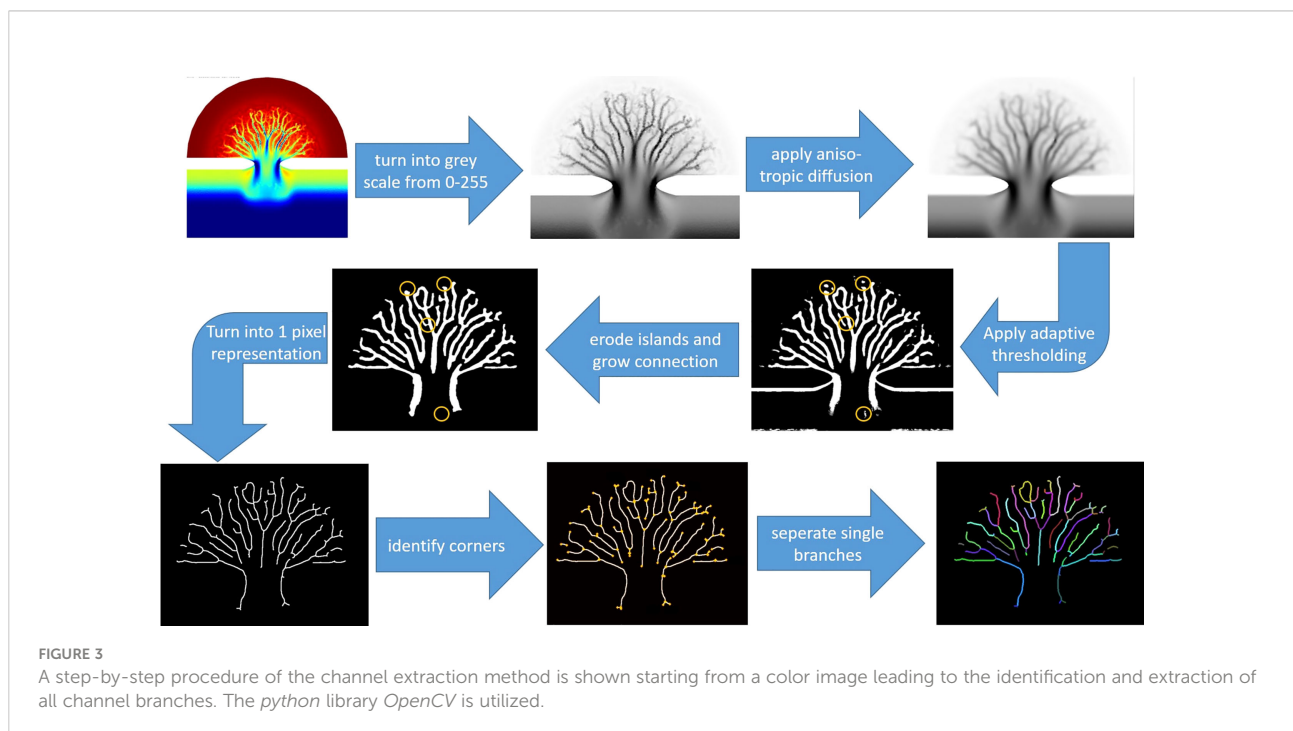 turn into grey
scale from 0-255
apply aniso-
tropic diffusion
Apply adaptive
thresholding
erode islands and
grow connection
Turn into 1 pixel
representation
identify corners
seperate single
branches
FIGURE 3
A step-by-step procedure of the channel extraction method is shown starting from a color image leading to the identification and extraction of
all channel branches. The python library OpenCV is utilized.